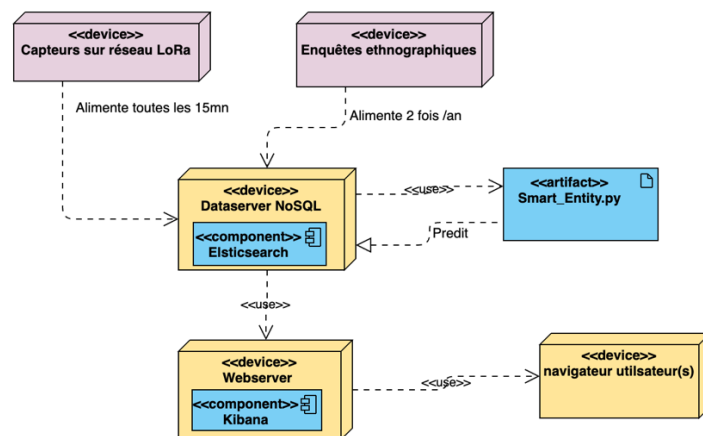 <<device>>
Capteurs sur réseau LoRa
<<device>>
Enquêtes ethnographiques
Alimente toutes les 15mn
Alimente 2 fois /an
<<device>>
Dataserver NoSQL
<<component>>
Elsticsearch
<<use>>
<<artifact>>
Smart_Entity.py
Predit
<<use>>
<<device>>
Webserver
<<component>>
Kibana
<<use>>
<<device>>
navigateur utilsateur(s)